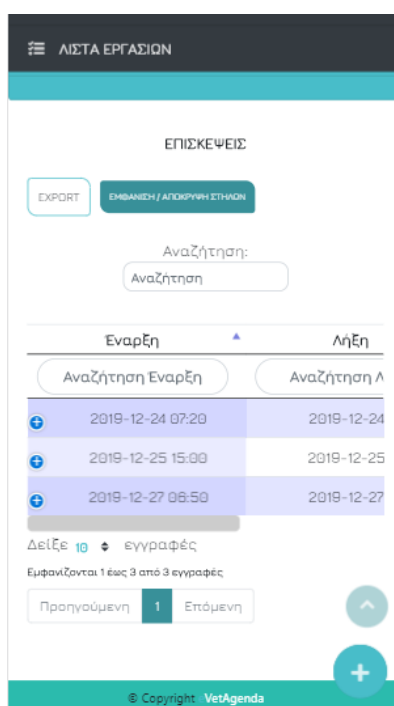 ΛΙΣΤΑ ΕΡΓΑΣΙΩΝ
ΕΠΙΣΚΕΨΕΙΣ
EXPORT
ΕΜΦΑΝΙΣΗ / ΑΠΟΚΡΥΨΗ ΣΤΗΛΩΝ
Αναζήτηση:
Αναζήτηση
Έναρξη Λήξη
Αναζήτηση Έναρξη Αναζήτηση Λ
2019-12-24 07:20 2019-12-24
2019-12-25 15:00 2019-12-25
2019-12-27 06:50 2019-12-27
Δείξε 10 εγγραφές
Εμφανίζονται 1 έως 3 από 3 εγγραφές
Προηγούμενη 1 Επόμενη
© Copyright VetAgenda